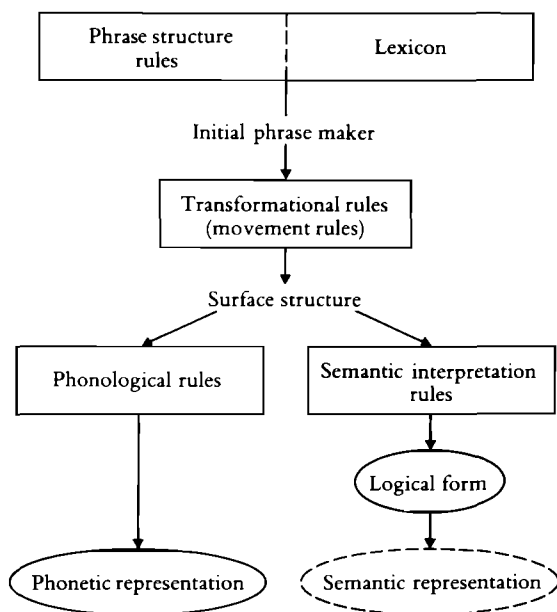 Phrase structure
rules
Lexicon
Initial phrase maker
Transformational rules
(movement rules)
Surface structure
Phonological rules
Semantic interpretation
rules
Logical form
Phonetic representation
Semantic representation